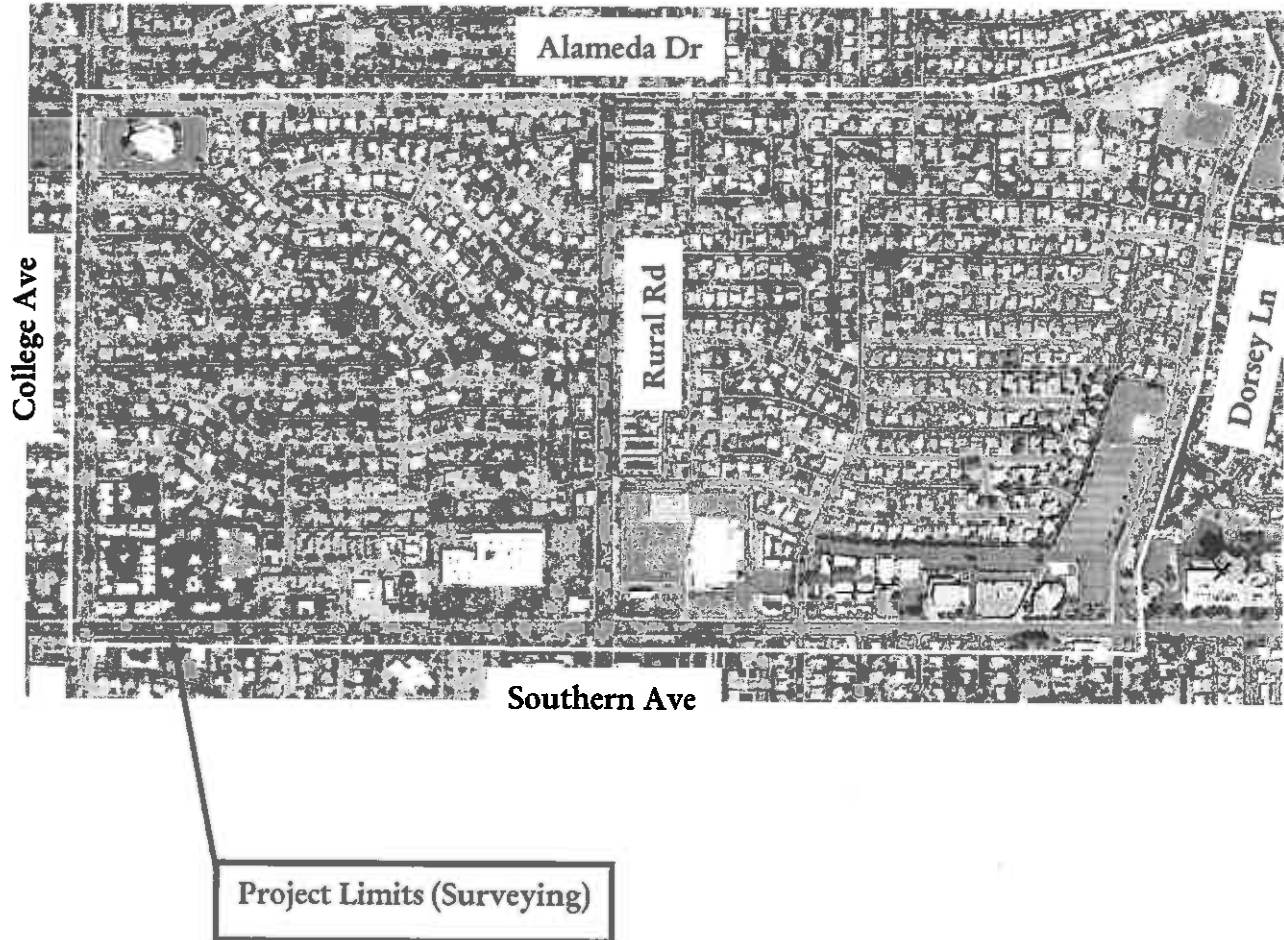 Alameda Dr
College Ave
Rural Rd
Dorsey Ln
Southern Ave
Project Limits (Surveying)